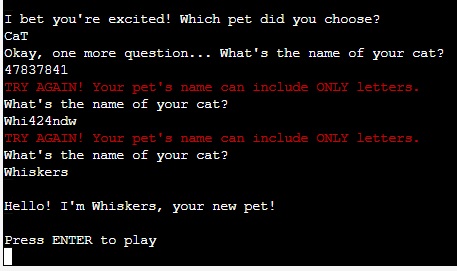 I bet you're excited! Which pet did you choose?
CaT
Okay, one more question... What's the name of your cat?
47837841
TRY AGAIN! Your pet's name can include ONLY letters.
What's the name of your cat?
Whi424ndw
TRY AGAIN! Your pet's name can include ONLY letters.
What's the name of your cat?
Whiskers
Hello! I'm Whiskers, your new pet!
Press ENTER to play